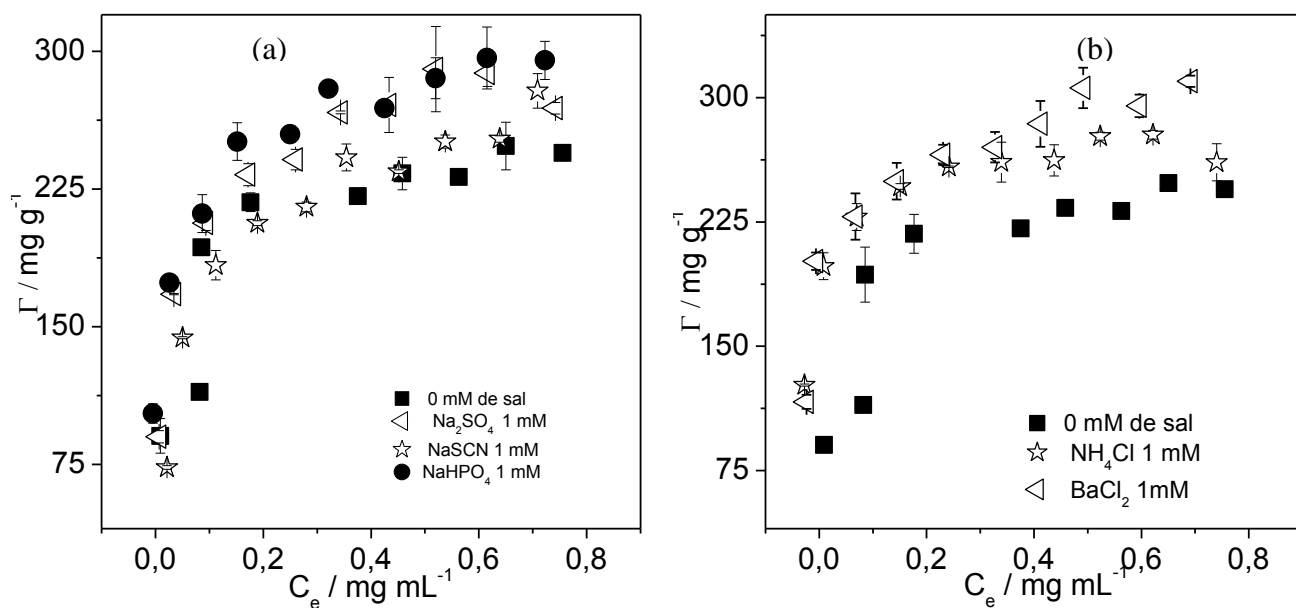 (a)
300
225
150
75
Γ / mg g⁻¹
0 mM de sal
Na₂SO₄ 1 mM
NaSCN 1 mM
NaHPO₄ 1 mM
0,0 0,2 0,4 0,6 0,8
Cₑ / mg mL⁻¹
(b)
300
225
150
75
Γ / mg g⁻¹
0 mM de sal
NH₄Cl 1 mM
BaCl₂ 1mM
0,0 0,2 0,4 0,6 0,8
Cₑ / mg mL⁻¹